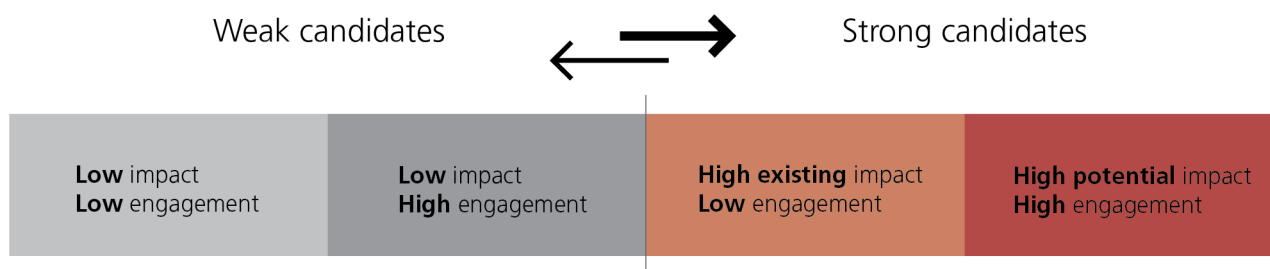 Weak candidates
Strong candidates
Low impact
Low engagement
Low impact
High engagement
High existing impact
Low engagement
High potential impact
High engagement